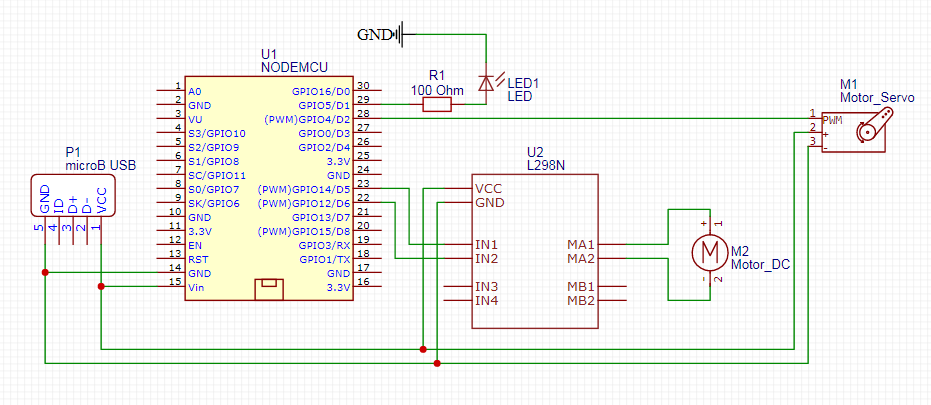 GND
U1
NODEMCU
1 A0 GPIO16/D0 30
2 GND GPIO5/D1 29
3 VU (PWM)GPIO4/D2 28
4 S3/GPIO10 GPIO0/D3 27
5 S2/GPIO9 GPIO2/D4 26
6 S1/GPIO8 3.3V 25
7 SC/GPIO11 GND 24
8 S0/GPIO7 (PWM)GPIO14/D5 23
9 SK/GPIO6 (PWM)GPIO12/D6 22
10 GND GPIO13/D7 21
11 3.3V (PWM)GPIO15/D8 20
12 EN GPIO3/RX 19
13 RST GPIO1/TX 18
14 GND GND 17
15 Vin 3.3V 16
R1
100 Ohm
LED1
LED
M1
Motor_Servo
1 PWM
2 +
3 -
P1
microB USB
GND ID D+ D- VCC
5 4 3 2 1
U2
L298N
VCC
GND
IN1 MA1
IN2 MA2
IN3 MB1
IN4 MB2
+ 1
M
M2
Motor_DC
- 2